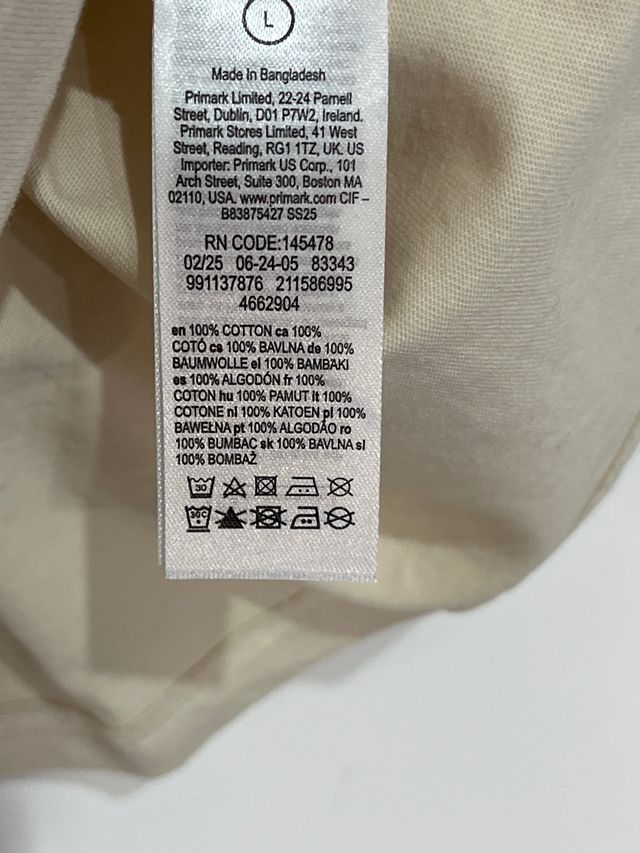 L
Made in Bangladesh
Primark Limited, 22-24 Parnell
Street, Dublin, D01 P7W2, Ireland.
Primark Stores Limited, 41 West
Street, Reading, RG1 1TZ, UK. US
Importer: Primark US Corp., 101
Arch Street, Suite 300, Boston MA
02110, USA. www.primark.com CIF –
B83875427 SS25
RN CODE:145478
02/25 06-24-05 83343
991137876 211586995
4662904
en 100% COTTON ca 100%
COTÓ cs 100% BAVLNA de 100%
BAUMWOLLE el 100% ΒΑΜΒΑΚΙ
es 100% ALGODÓN fr 100%
COTON hu 100% PAMUT it 100%
COTONE nl 100% KATOEN pl 100%
BAWEŁNA pt 100% ALGODÃO ro
100% BUMBAC sk 100% BAVLNA sl
100% BOMBAŽ
30
30°C